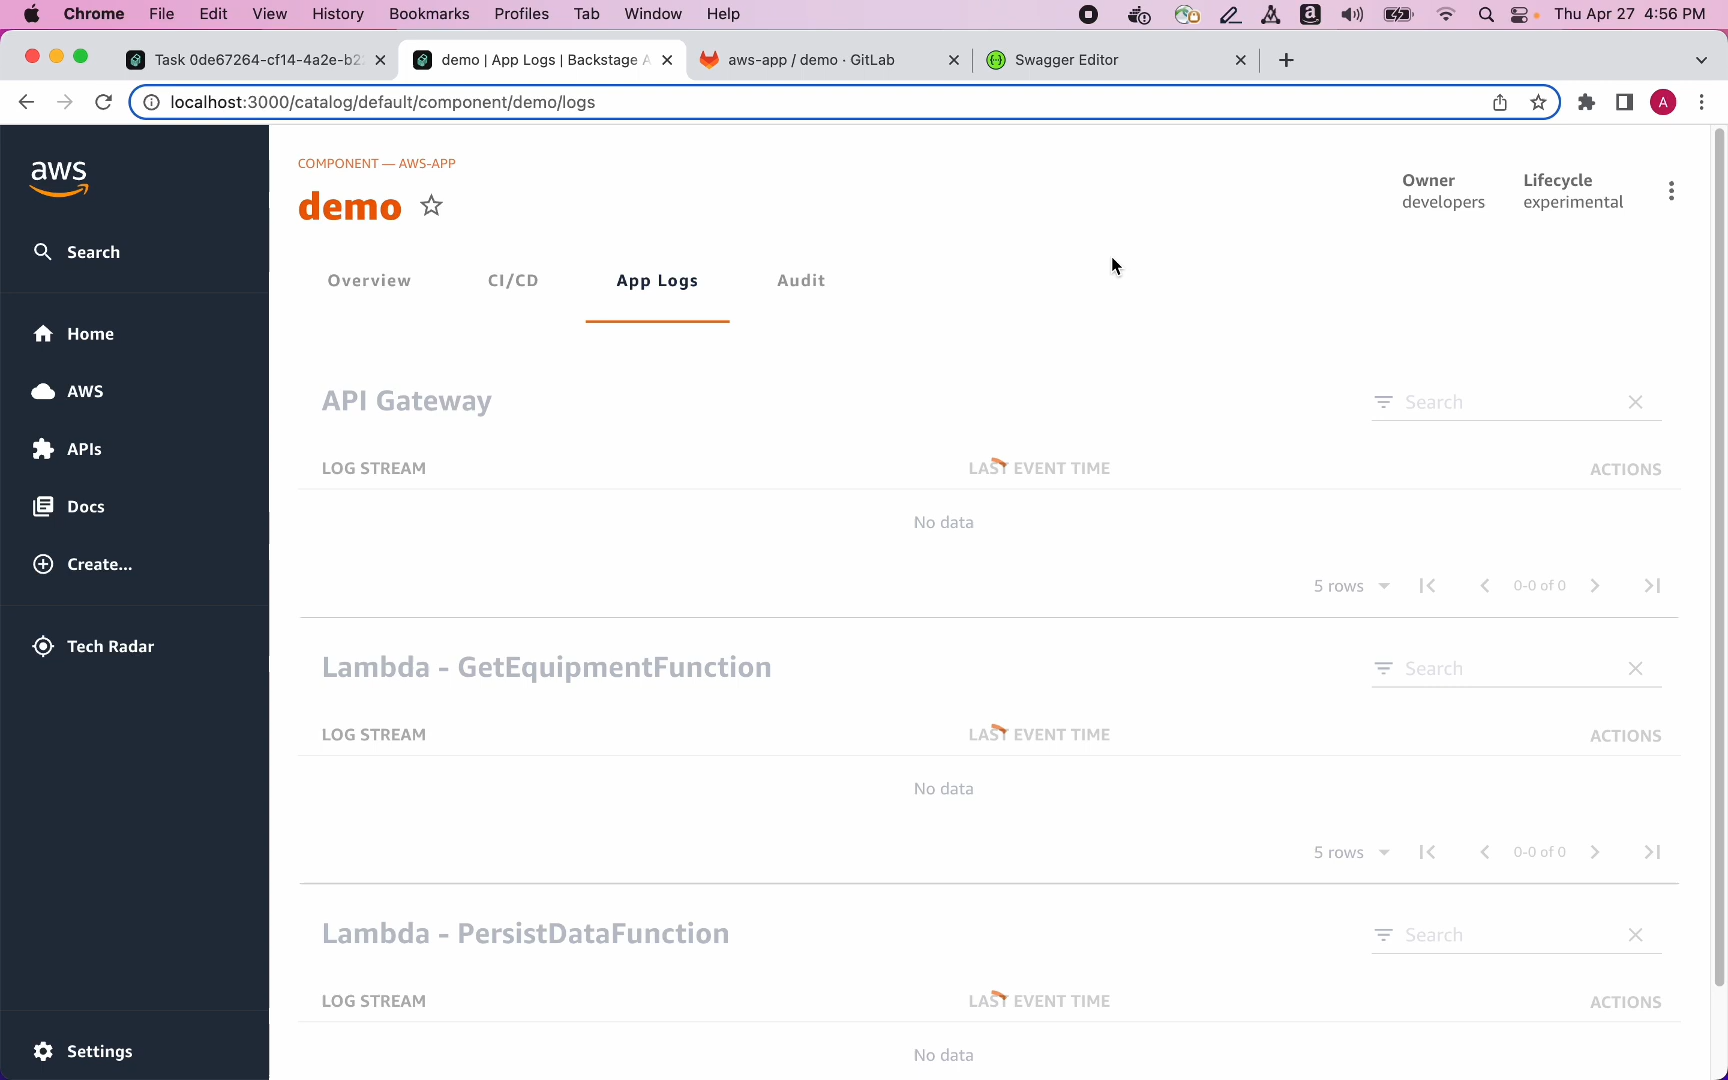 Chrome File Edit View History Bookmarks Profiles Tab Window Help Thu Apr 27 4:56 PM
Task 0de67264-cf14-4a2e-b2 demo | App Logs | Backstage A aws-app / demo · GitLab Swagger Editor
localhost:3000/catalog/default/component/demo/logs A
aws
Search
Home
AWS
APIs
Docs
Create...
Tech Radar
Settings
COMPONENT — AWS-APP
demo
Owner
developers
Lifecycle
experimental
Overview CI/CD App Logs Audit
API Gateway Search
LOG STREAM LAST EVENT TIME ACTIONS
No data
5 rows 0-0 of 0
Lambda - GetEquipmentFunction Search
LOG STREAM LAST EVENT TIME ACTIONS
No data
5 rows 0-0 of 0
Lambda - PersistDataFunction Search
LOG STREAM LAST EVENT TIME ACTIONS
No data